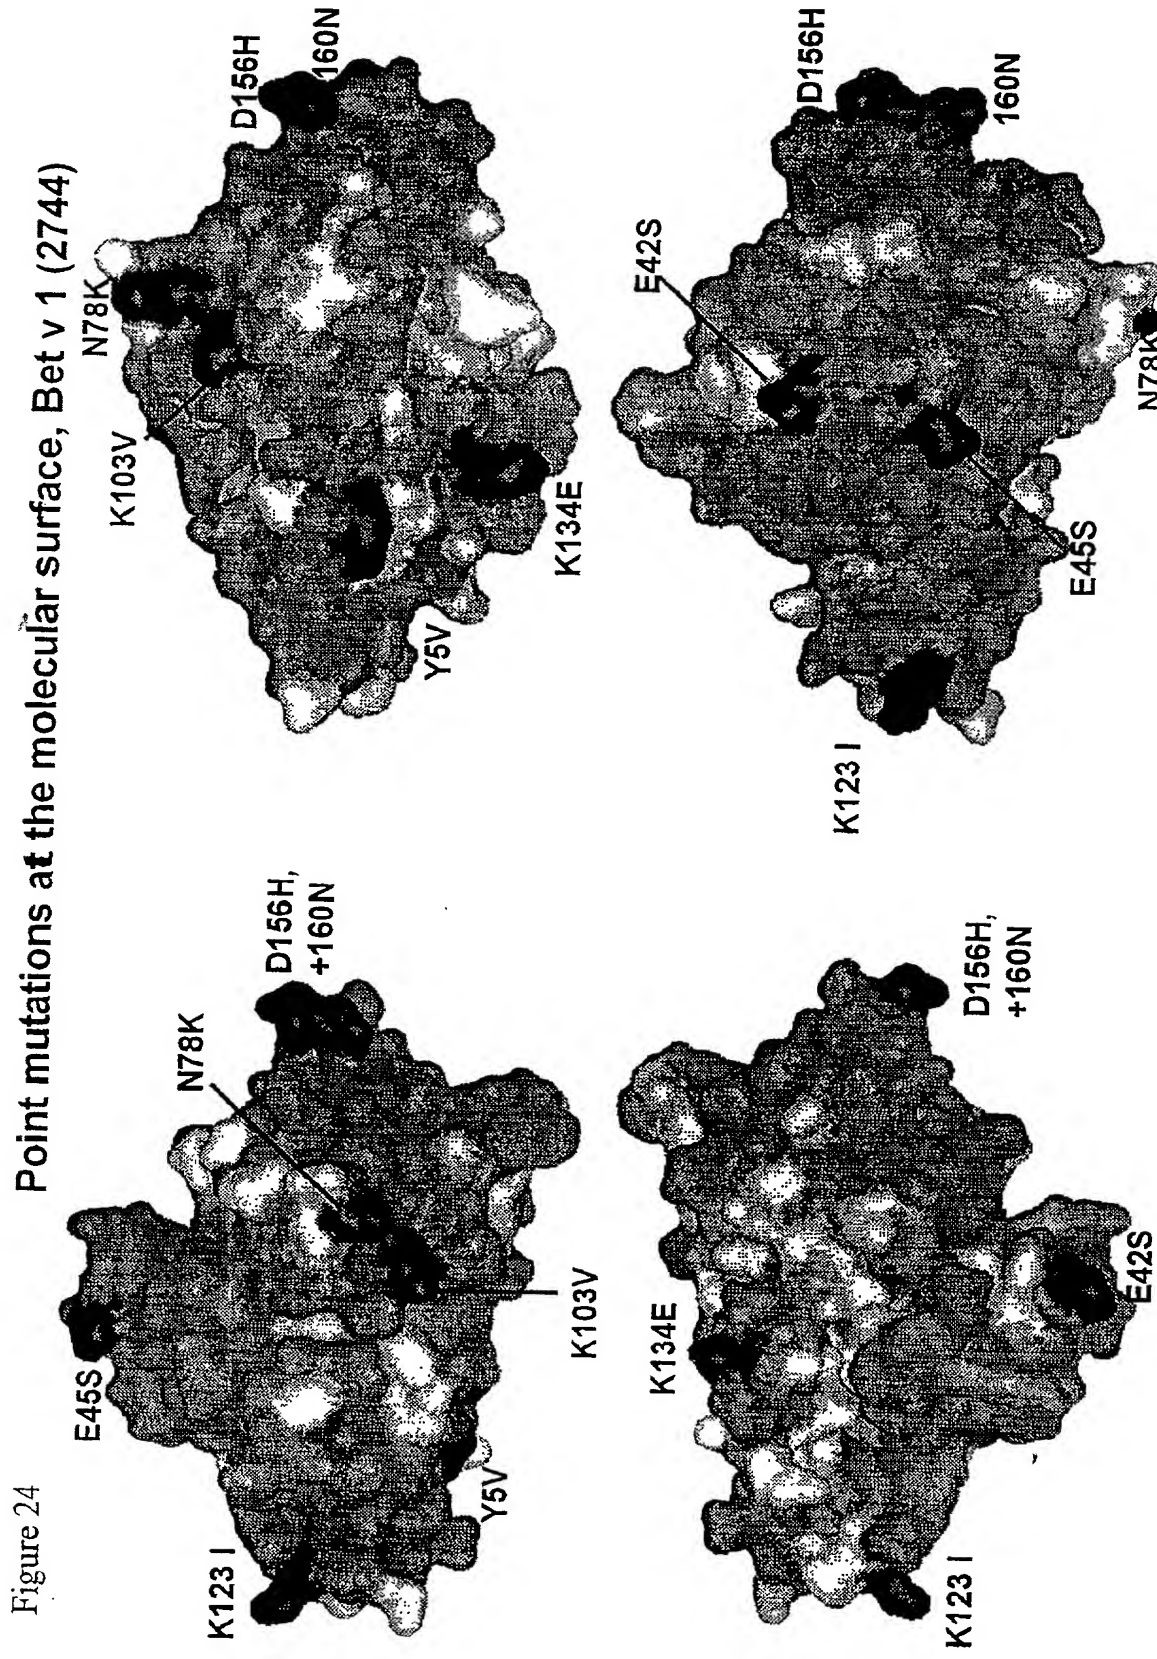 Figure 24
Point mutations at the molecular surface, Bet v 1 (2744)
E45S
K123 I
N78K
D156H,
+160N
Y5V
K103V
K103V
N78K
D156H
160N
Y5V
K134E
K134E
K123 I
E42S
D156H,
+160N
E42S
D156H
160N
K123 I
E45S
N78K